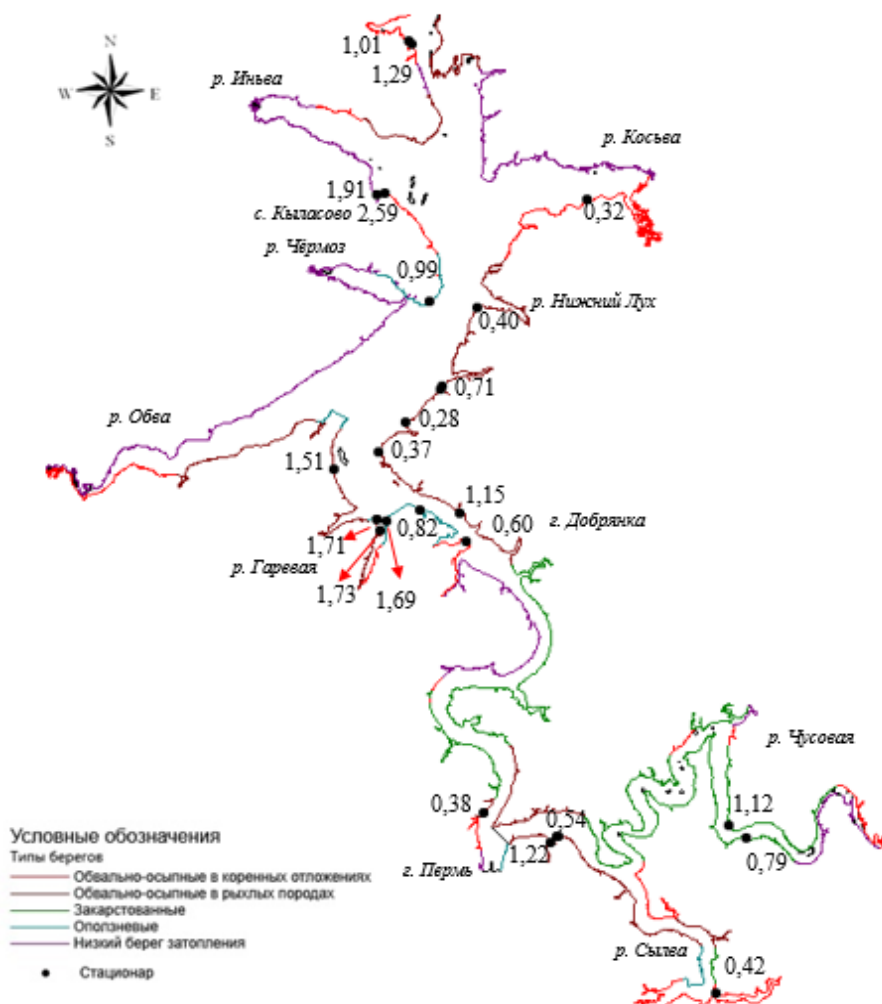 1,01
N
1,29
р. Иньва
W
E
S
р. Косьва
1,91
0,32
с. Кыласово
2,59
р. Чёрмоз
0,99
р. Нижний Лух
0,40
0,71
р. Обва
0,28
0,37
1,51
1,15
0,60
г. Добрянка
1,71
0,82
р. Гаревая
1,73
1,69
р. Чусовая
0,38
1,12
0,54
0,79
1,22
г. Пермь
р. Сылва
0,42
Условные обозначения
Типы берегов
Обвально-осыпные в коренных отложениях
Обвально-осыпные в рыхлых породах
Закарстованные
Оползневые
Низкий берег затопления
Стационар